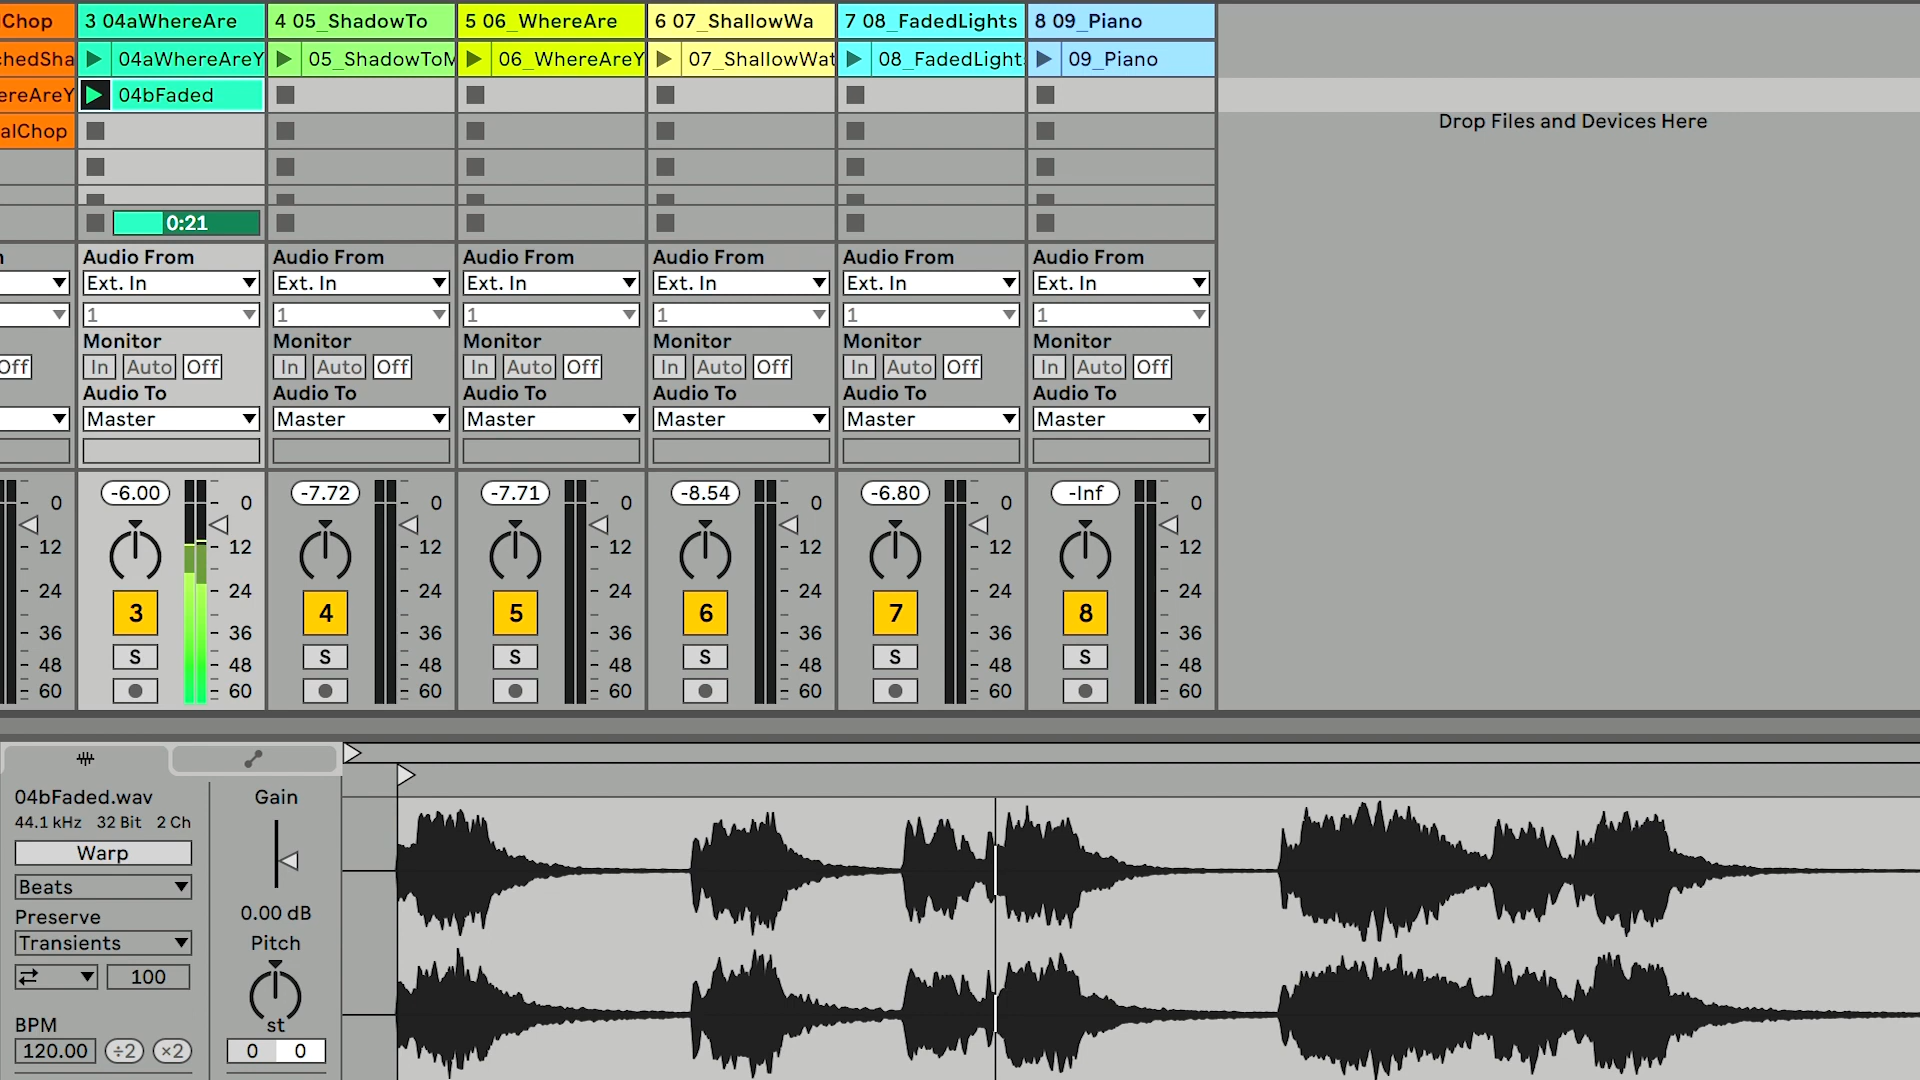 Chop 3 04aWhereAre 4 05_ShadowTo 5 06_WhereAre 6 07_ShallowWa 7 08_FadedLights 8 09_Piano
chedSha 04aWhereAreY 05_ShadowToM 06_WhereAreY 07_ShallowWat 08_FadedLights 09_Piano
ereAreY 04bFaded
alChop
Drop Files and Devices Here
0:21
Audio From Audio From Audio From Audio From Audio From Audio From
Ext. In Ext. In Ext. In Ext. In Ext. In Ext. In
1 1 1 1 1 1
Monitor Monitor Monitor Monitor Monitor Monitor
Off In Auto Off In Auto Off In Auto Off In Auto Off In Auto Off In Auto Off
Audio To Audio To Audio To Audio To Audio To Audio To
Master Master Master Master Master Master
0 -6.00 0 -7.72 0 -7.71 0 -8.54 0 -6.80 0 -Inf 0
12 12 12 12 12 12 12
24 24 24 24 24 24 24
3 4 5 6 7 8
36 36 36 36 36 36 36
S S S S S S
48 48 48 48 48 48 48
60 60 60 60 60 60 60
04bFaded.wav
44.1 kHz 32 Bit 2 Ch
Warp
Beats
Preserve
Transients
100
BPM
120.00 ÷2 ×2
Gain
0.00 dB
Pitch
st
0 0